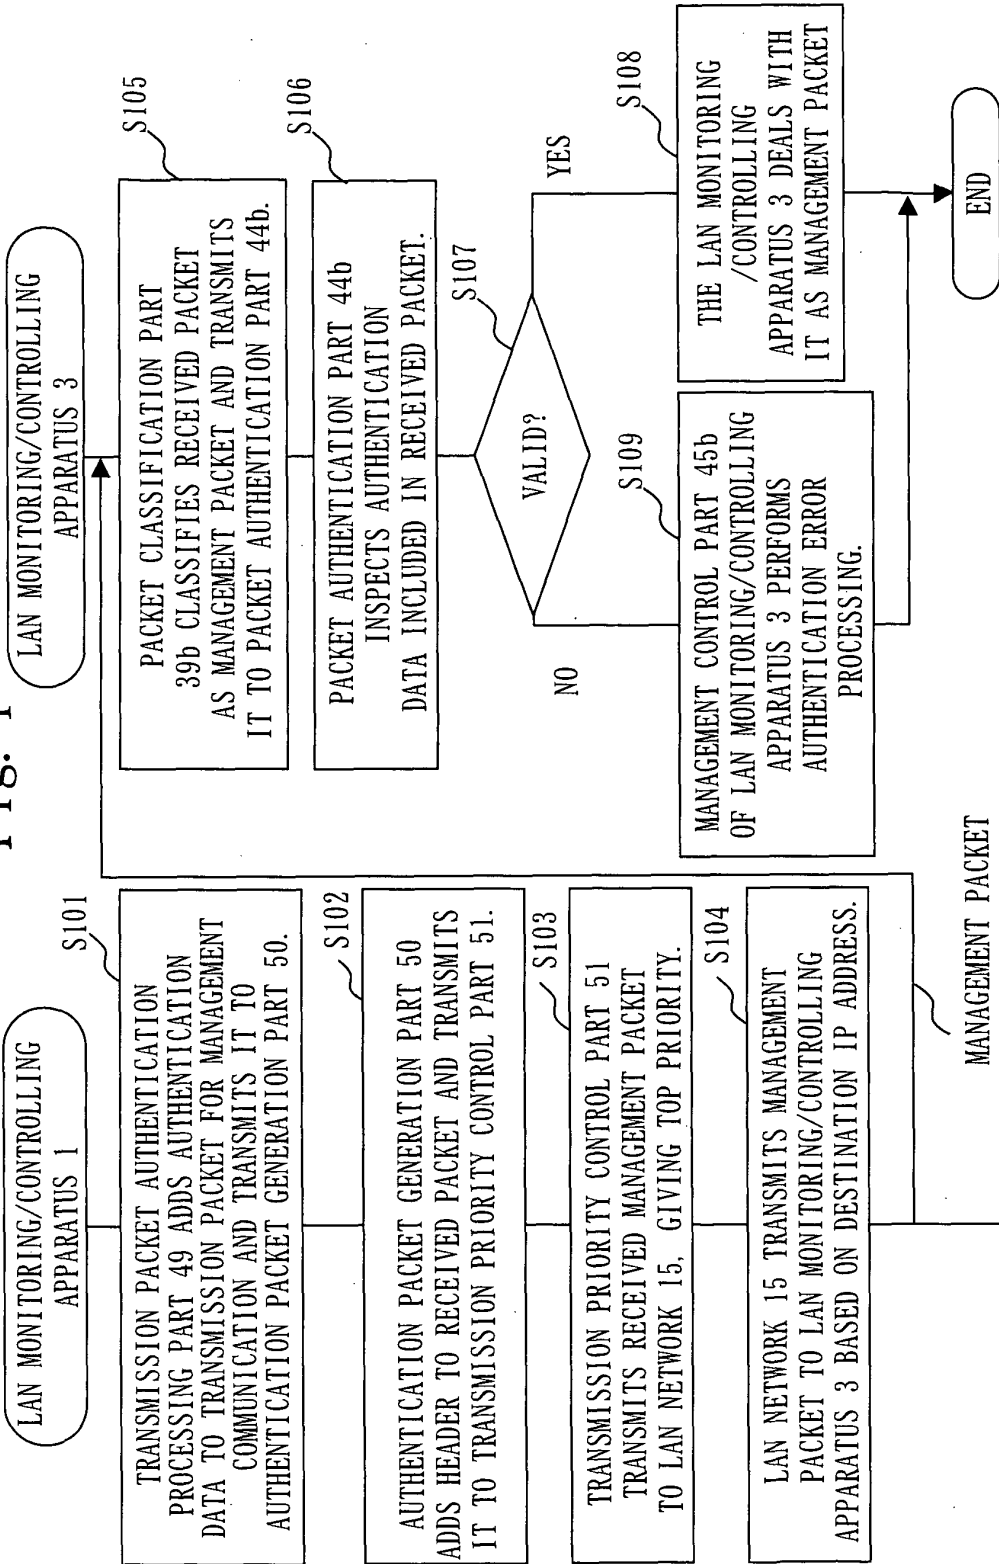 LAN MONITORING/CONTROLLING
APPARATUS 1
S101
TRANSMISSION PACKET AUTHENTICATION
PROCESSING PART 49 ADDS AUTHENTICATION
DATA TO TRANSMISSION PACKET FOR MANAGEMENT
COMMUNICATION AND TRANSMITS IT TO
AUTHENTICATION PACKET GENERATION PART 50.
S102
AUTHENTICATION PACKET GENERATION PART 50
ADDS HEADER TO RECEIVED PACKET AND TRANSMITS
IT TO TRANSMISSION PRIORITY CONTROL PART 51.
S103
TRANSMISSION PRIORITY CONTROL PART 51
TRANSMITS RECEIVED MANAGEMENT PACKET
TO LAN NETWORK 15, GIVING TOP PRIORITY.
S104
LAN NETWORK 15 TRANSMITS MANAGEMENT
PACKET TO LAN MONITORING/CONTROLLING
APPARATUS 3 BASED ON DESTINATION IP ADDRESS.
MANAGEMENT PACKET
LAN MONITORING/CONTROLLING
APPARATUS 3
S105
PACKET CLASSIFICATION PART
39b CLASSIFIES RECEIVED PACKET
AS MANAGEMENT PACKET AND TRANSMITS
IT TO PACKET AUTHENTICATION PART 44b.
S106
PACKET AUTHENTICATION PART 44b
INSPECTS AUTHENTICATION
DATA INCLUDED IN RECEIVED PACKET.
S107
VALID?
YES
NO
S109
MANAGEMENT CONTROL PART 45b
OF LAN MONITORING/CONTROLLING
APPARATUS 3 PERFORMS
AUTHENTICATION ERROR
PROCESSING.
S108
THE LAN MONITORING
/CONTROLLING
APPARATUS 3 DEALS WITH
IT AS MANAGEMENT PACKET
END